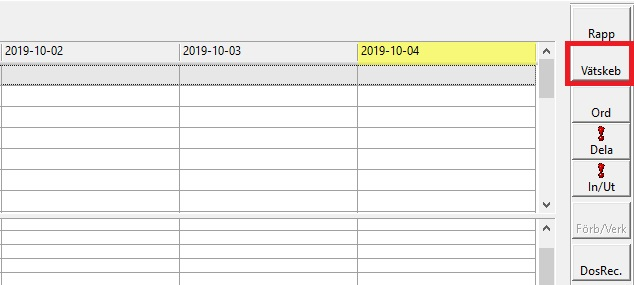 Rapp
2019-10-02 2019-10-03 2019-10-04
Vätskeb
Ord
Dela
In/Ut
Förb/Verk
DosRec.